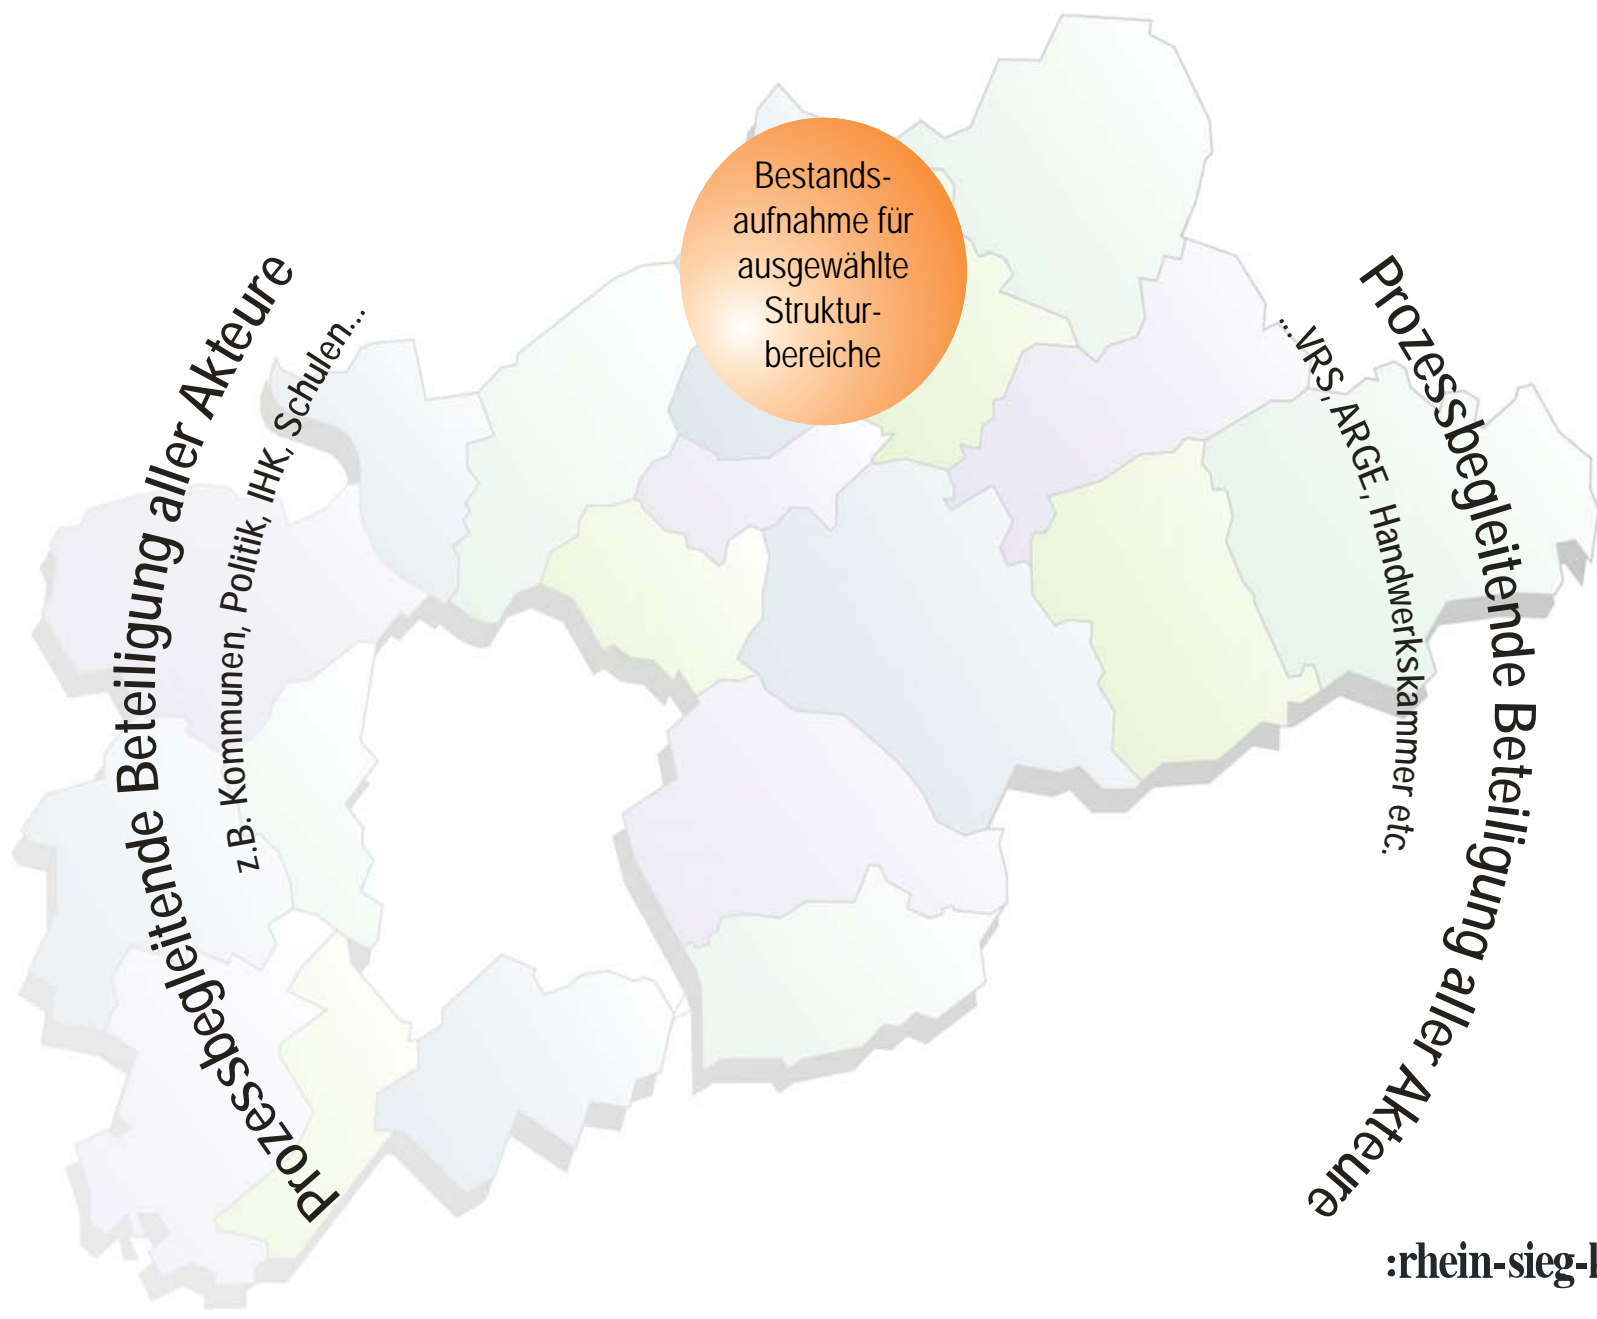 Bestands-
aufnahme für
ausgewählte
Struktur-
bereiche
Prozessbegleitende Beteiligung aller Akteure
z.B. Kommunen, Politik, IHK, Schulen...
...VRS, ARGE, Handwerkskammer etc.
Prozessbegleitende Beteiligung aller Akteure
:rhein-sieg-